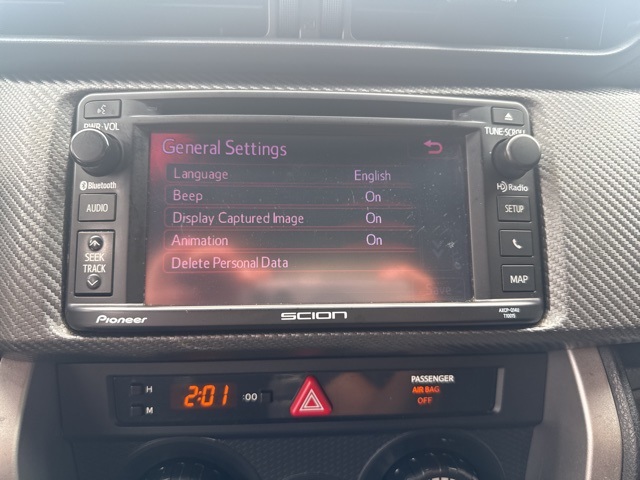 PWR·VOL
TUNE·SCROLL
General Settings
Language English
Beep On
Display Captured Image On
Animation On
Delete Personal Data
Save
Bluetooth
AUDIO
SEEK
TRACK
HD Radio
SETUP
MAP
Pioneer
SCION
H
M
2:01
:00
PASSENGER
AIR BAG
OFF